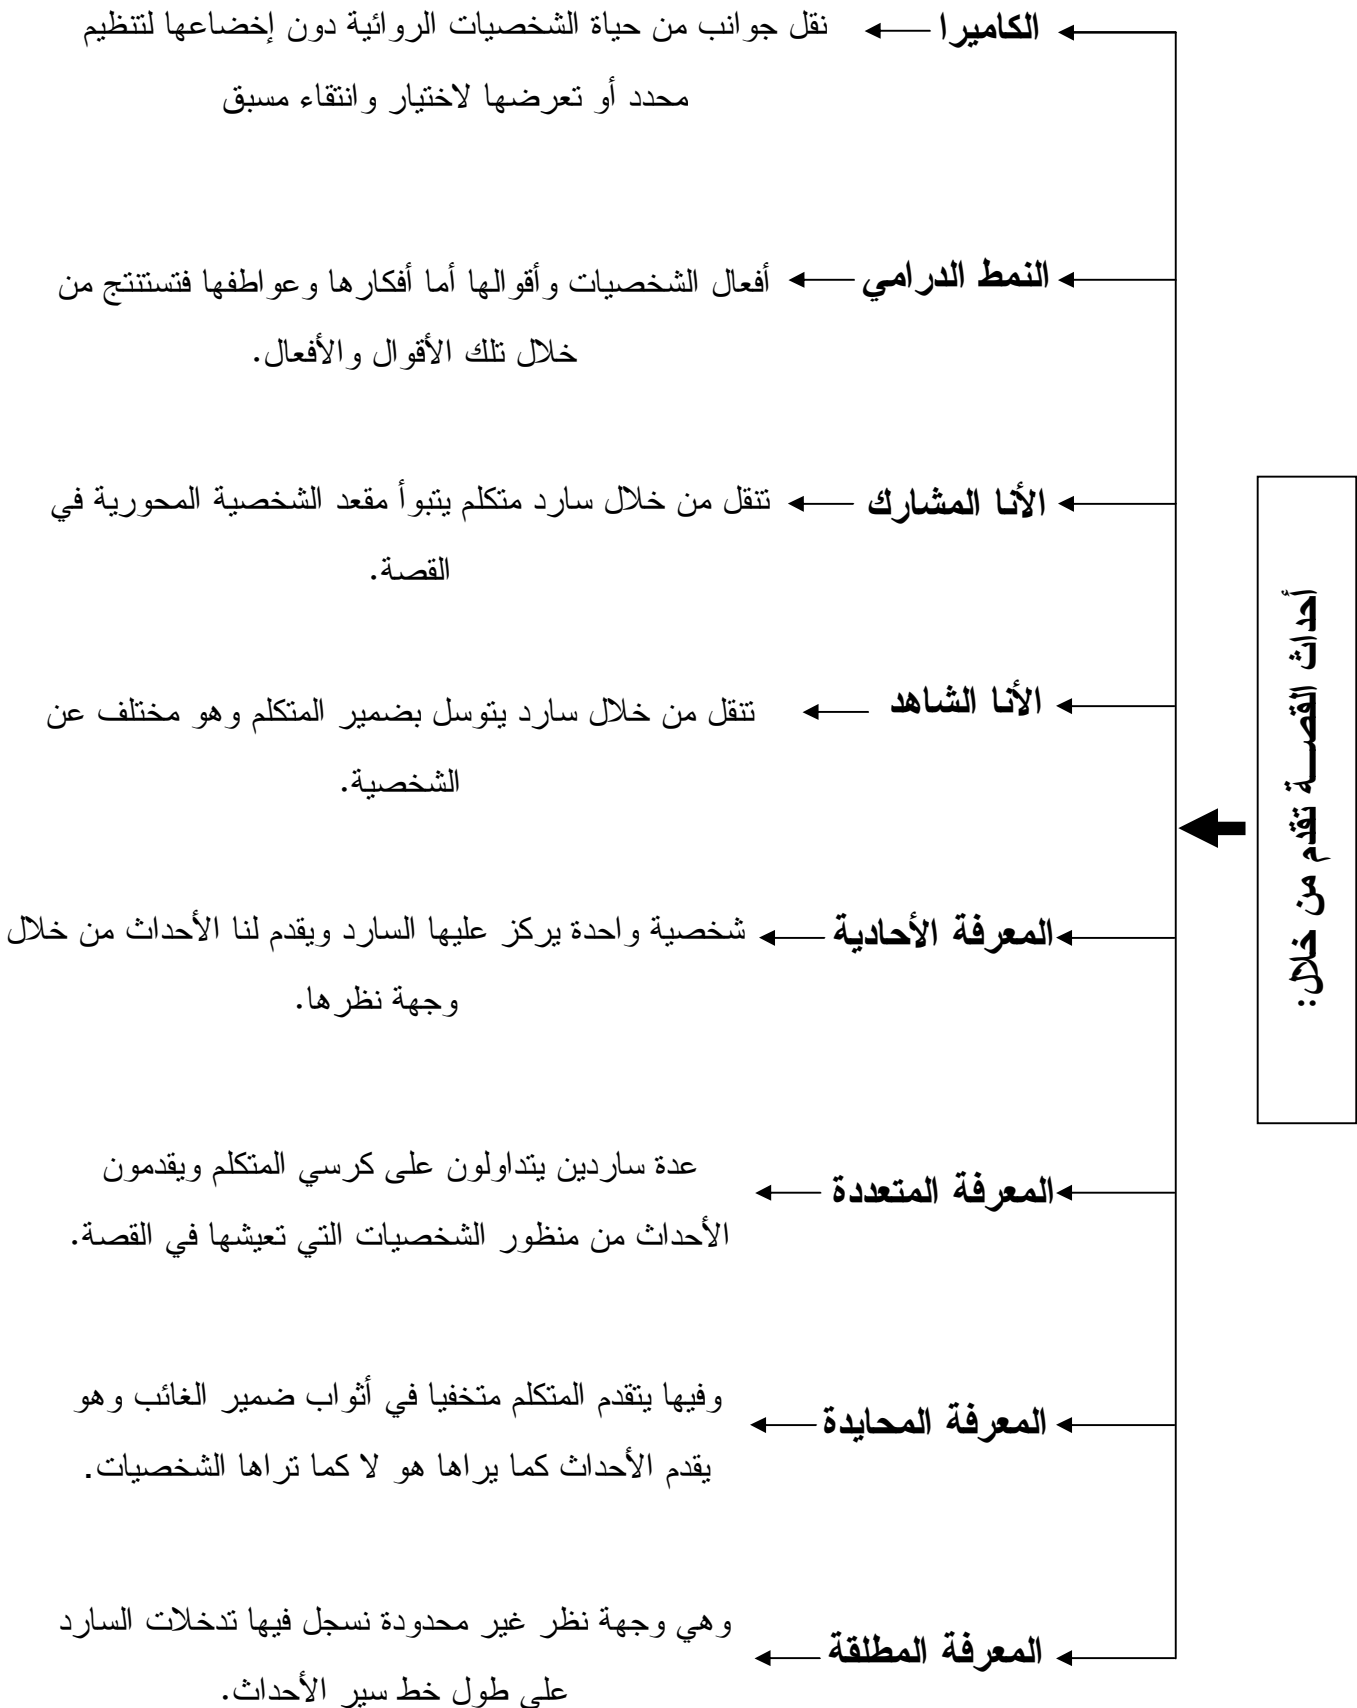 أحداث القصـــة تقدم من خلال:
الكاميرا نقل جوانب من حياة الشخصيات الروائية دون إخضاعها لتنظيم
محدد أو تعرضها لاختيار وانتقاء مسبق
النمط الدرامي أفعال الشخصيات وأقوالها أما أفكارها وعواطفها فتستنتج من
خلال تلك الأقوال والأفعال.
الأنا المشارك تنقل من خلال سارد متكلم يتبوأ مقعد الشخصية المحورية في
القصة.
الأنا الشاهد تنقل من خلال سارد يتوسل بضمير المتكلم وهو مختلف عن
الشخصية.
المعرفة الأحادية شخصية واحدة يركز عليها السارد ويقدم لنا الأحداث من خلال
وجهة نظرها.
المعرفة المتعددة عدة ساردين يتداولون على كرسي المتكلم ويقدمون
الأحداث من منظور الشخصيات التي تعيشها في القصة.
المعرفة المحايدة وفيها يتقدم المتكلم متخفيا في أثواب ضمير الغائب وهو
يقدم الأحداث كما يراها هو لا كما تراها الشخصيات.
المعرفة المطلقة وهي وجهة نظر غير محدودة نسجل فيها تدخلات السارد
على طول خط سير الأحداث.